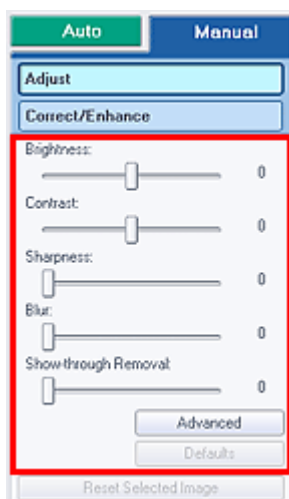 Auto Manual
Adjust
Correct/Enhance
Brightness:
0
Contrast:
0
Sharpness:
0
Blur:
0
Show-through Removal:
0
Advanced
Defaults
Reset Selected Image